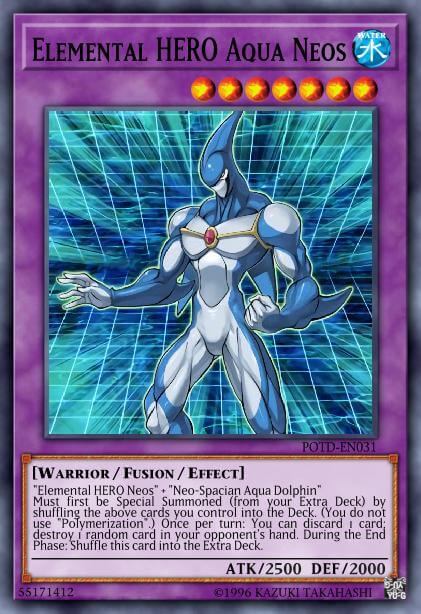 Elemental HERO Aqua Neos
WATER
水
POTD-EN031
[Warrior / Fusion / Effect]
"Elemental HERO Neos" + "Neo-Spacian Aqua Dolphin"
Must first be Special Summoned (from your Extra Deck) by
shuffling the above cards you control into the Deck. (You do not
use "Polymerization".) Once per turn: You can discard 1 card;
destroy 1 random card in your opponent's hand. During the End
Phase: Shuffle this card into the Extra Deck.
ATK/2500 DEF/2000
55171412
©1996 KAZUKI TAKAHASHI